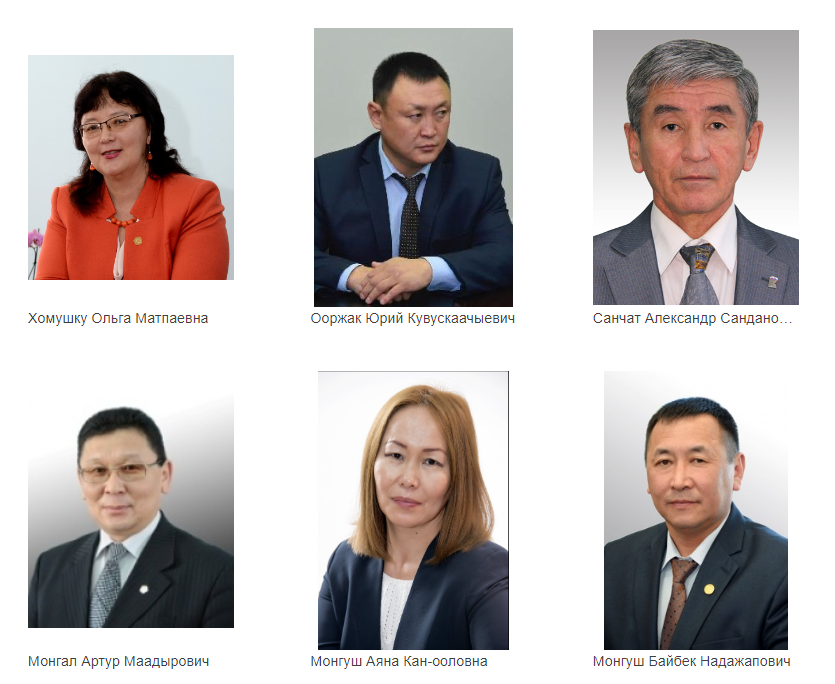 Хомушку Ольга Матпаевна
Ооржак Юрий Кувускаачыевич
Санчат Александр Сандано…
Монгал Артур Маадырович
Монгуш Аяна Кан-ооловна
Монгуш Байбек Надажапович